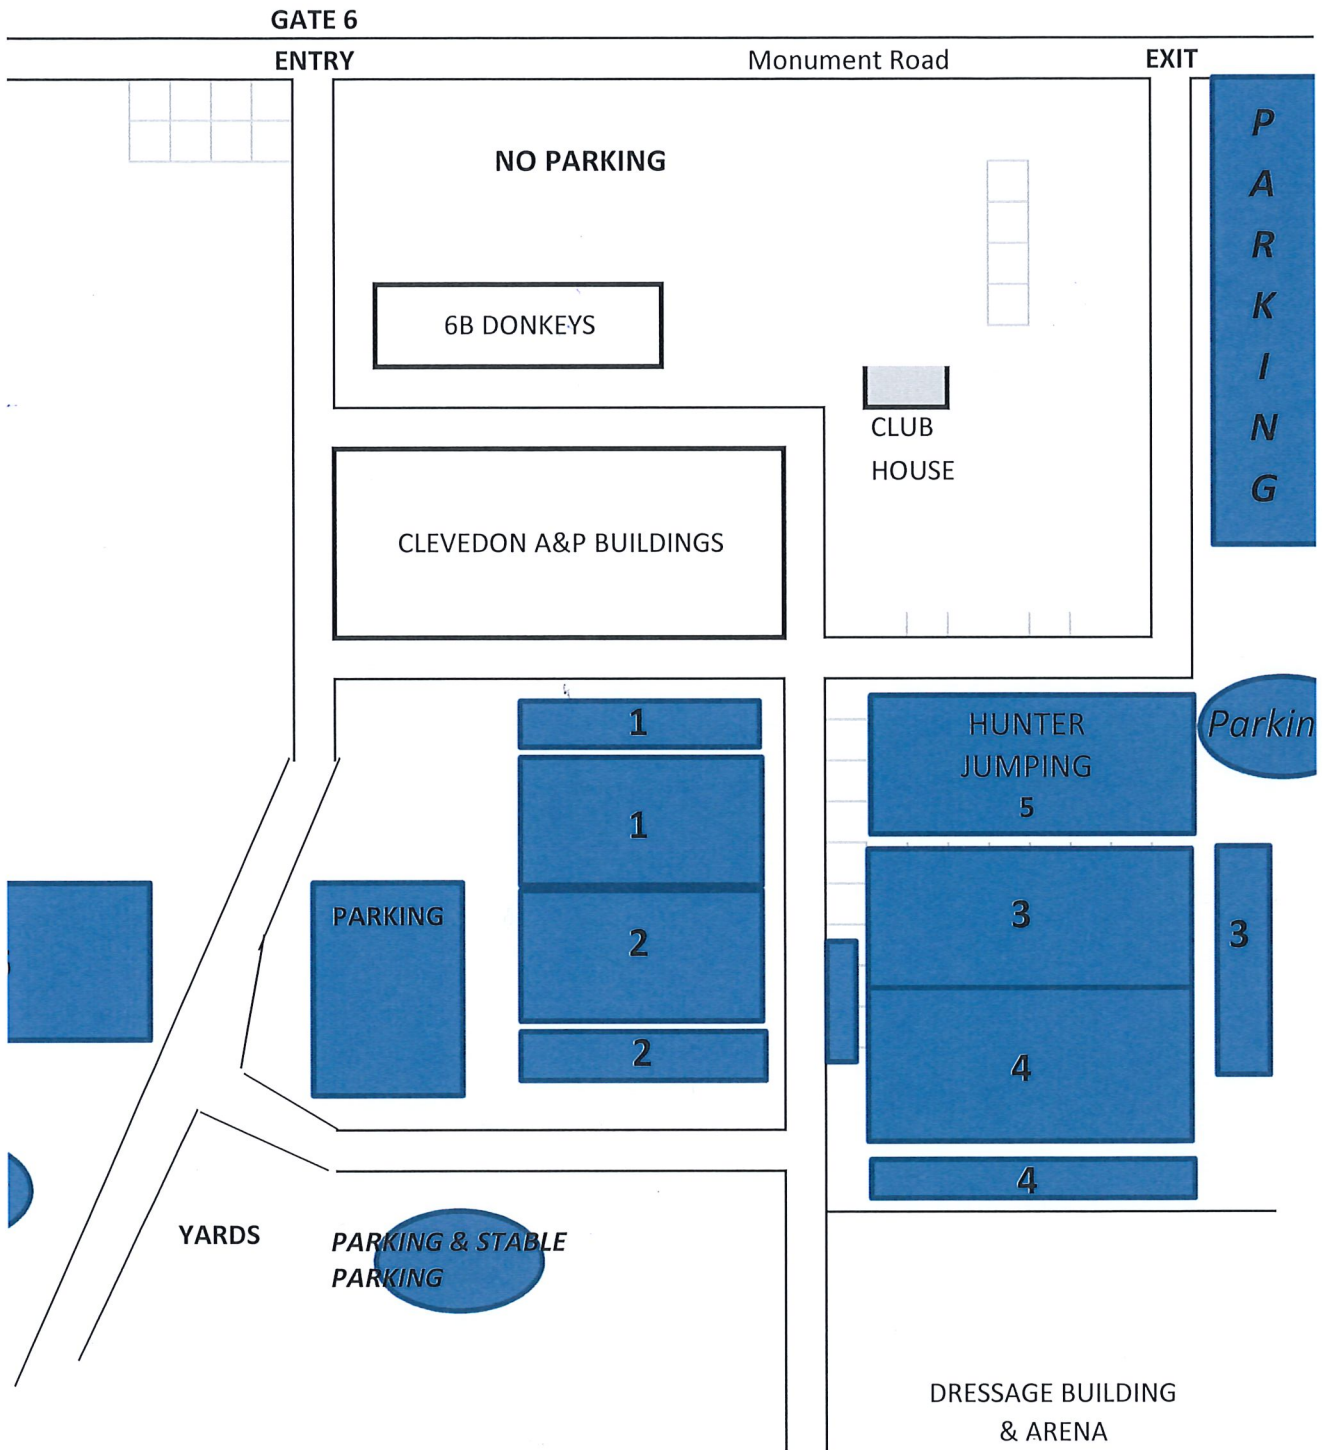 GATE 6
ENTRY
Monument Road
EXIT
NO PARKING
P
A
R
K
I
N
G
6B DONKEYS
CLUB
HOUSE
CLEVEDON A&P BUILDINGS
1
HUNTER
JUMPING
5
Parkin
1
PARKING
2
3
3
2
4
4
YARDS
PARKING & STABLE
PARKING
DRESSAGE BUILDING
& ARENA